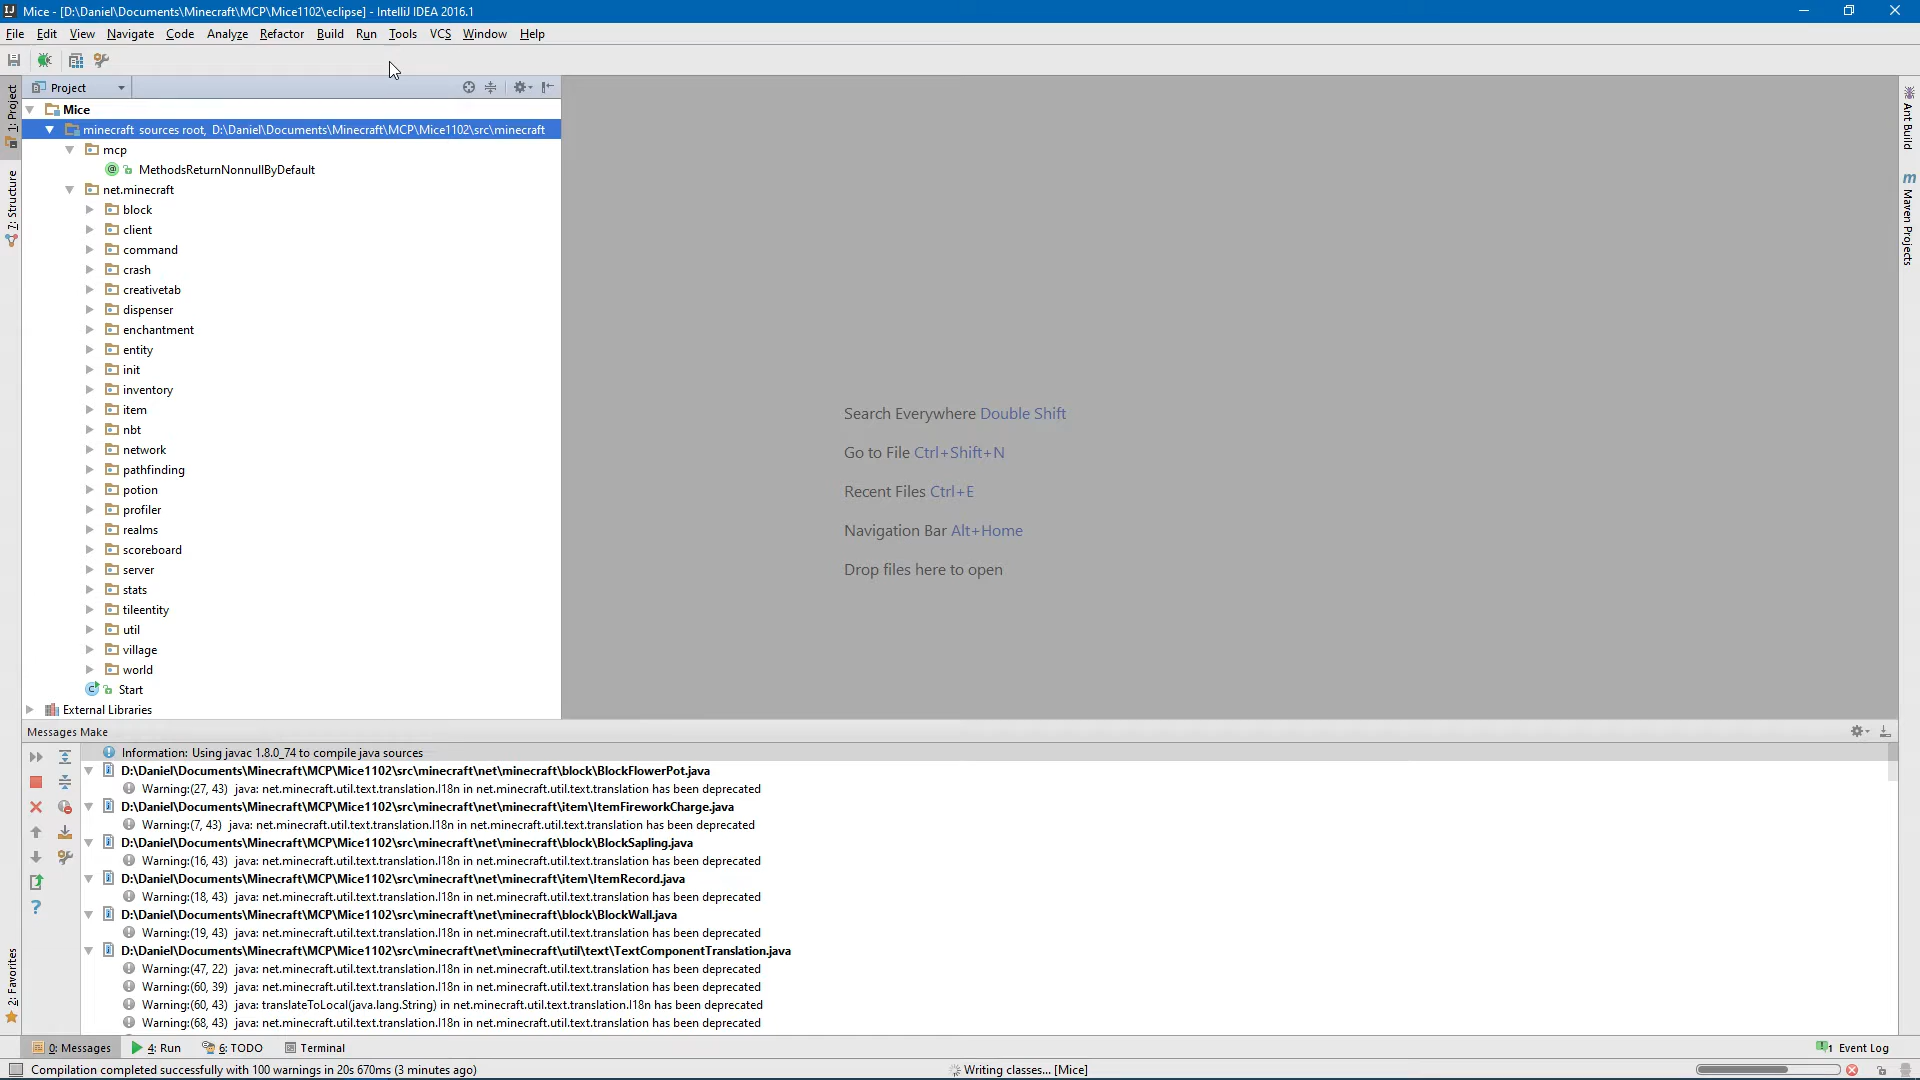 Mice - [D:\Daniel\Documents\Minecraft\MCP\Mice1102\eclipse] - IntelliJ IDEA 2016.1
File Edit View Navigate Code Analyze Refactor Build Run Tools VCS Window Help
Project
1: Project
7: Structure
2: Favorites
Mice
minecraft sources root, D:\Daniel\Documents\Minecraft\MCP\Mice1102\src\minecraft
mcp
MethodsReturnNonnullByDefault
net.minecraft
block
client
command
crash
creativetab
dispenser
enchantment
entity
init
inventory
item
nbt
network
pathfinding
potion
profiler
realms
scoreboard
server
stats
tileentity
util
village
world
Start
External Libraries
Search Everywhere Double Shift
Go to File Ctrl+Shift+N
Recent Files Ctrl+E
Navigation Bar Alt+Home
Drop files here to open
Ant Build
Maven Projects
Messages Make
Information: Using javac 1.8.0_74 to compile java sources
D:\Daniel\Documents\Minecraft\MCP\Mice1102\src\minecraft\net\minecraft\block\BlockFlowerPot.java
Warning:(27, 43) java: net.minecraft.util.text.translation.I18n in net.minecraft.util.text.translation has been deprecated
D:\Daniel\Documents\Minecraft\MCP\Mice1102\src\minecraft\net\minecraft\item\ItemFireworkCharge.java
Warning:(7, 43) java: net.minecraft.util.text.translation.I18n in net.minecraft.util.text.translation has been deprecated
D:\Daniel\Documents\Minecraft\MCP\Mice1102\src\minecraft\net\minecraft\block\BlockSapling.java
Warning:(16, 43) java: net.minecraft.util.text.translation.I18n in net.minecraft.util.text.translation has been deprecated
D:\Daniel\Documents\Minecraft\MCP\Mice1102\src\minecraft\net\minecraft\item\ItemRecord.java
Warning:(18, 43) java: net.minecraft.util.text.translation.I18n in net.minecraft.util.text.translation has been deprecated
D:\Daniel\Documents\Minecraft\MCP\Mice1102\src\minecraft\net\minecraft\block\BlockWall.java
Warning:(19, 43) java: net.minecraft.util.text.translation.I18n in net.minecraft.util.text.translation has been deprecated
D:\Daniel\Documents\Minecraft\MCP\Mice1102\src\minecraft\net\minecraft\util\text\TextComponentTranslation.java
Warning:(47, 22) java: net.minecraft.util.text.translation.I18n in net.minecraft.util.text.translation has been deprecated
Warning:(60, 39) java: net.minecraft.util.text.translation.I18n in net.minecraft.util.text.translation has been deprecated
Warning:(60, 43) java: translateToLocal(java.lang.String) in net.minecraft.util.text.translation.I18n has been deprecated
Warning:(68, 43) java: net.minecraft.util.text.translation.I18n in net.minecraft.util.text.translation has been deprecated
0: Messages 4: Run 6: TODO Terminal 1 Event Log
Compilation completed successfully with 100 warnings in 20s 670ms (3 minutes ago) Writing classes... [Mice]